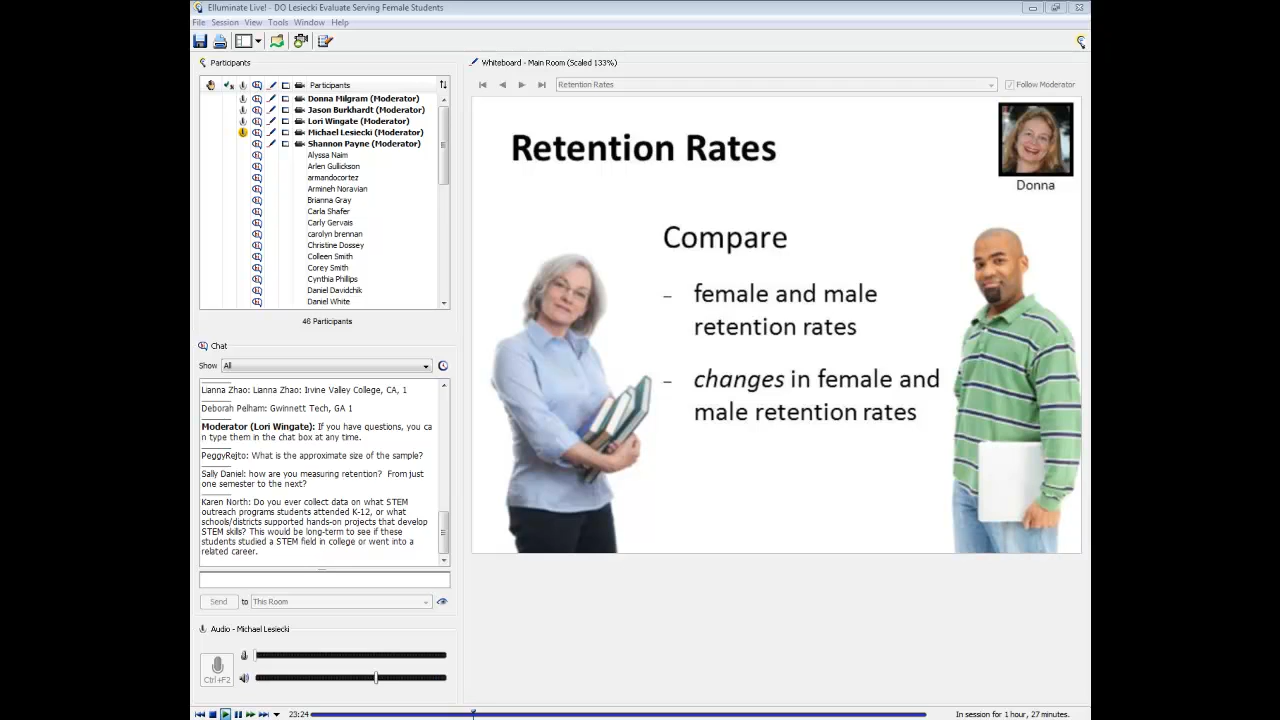 Elluminate Live! - DO Lesiecki Evaluate Serving Female Students
File Session View Tools Window Help
Participants
Participants
Donna Milgram (Moderator)
Jason Burkhardt (Moderator)
Lori Wingate (Moderator)
Michael Lesiecki (Moderator)
Shannon Payne (Moderator)
Alyssa Naim
Arlen Gullickson
armandocortez
Armineh Noravian
Brianna Gray
Carla Shafer
Carly Gervais
carolyn brennan
Christine Dossey
Colleen Smith
Corey Smith
Cynthia Phillips
Daniel Davidchik
Daniel White
46 Participants
Chat
Show All
Lianna Zhao: Lianna Zhao: Irvine Valley College, CA, 1
Deborah Pelham: Gwinnett Tech, GA 1
Moderator (Lori Wingate): If you have questions, you ca
n type them in the chat box at any time.
PeggyRejto: What is the approximate size of the sample?
Sally Daniel: how are you measuring retention? From just
one semester to the next?
Karen North: Do you ever collect data on what STEM
outreach programs students attended K-12, or what
schools/districts supported hands-on projects that develop
STEM skills? This would be long-term to see if these
students studied a STEM field in college or went into a
related career.
Send to This Room
Audio - Michael Lesiecki
Ctrl+F2
Whiteboard - Main Room (Scaled 133%)
Retention Rates
Follow Moderator
Retention Rates
Donna
Compare
- female and male
retention rates
- changes in female and
male retention rates
23:24
In session for 1 hour, 27 minutes.